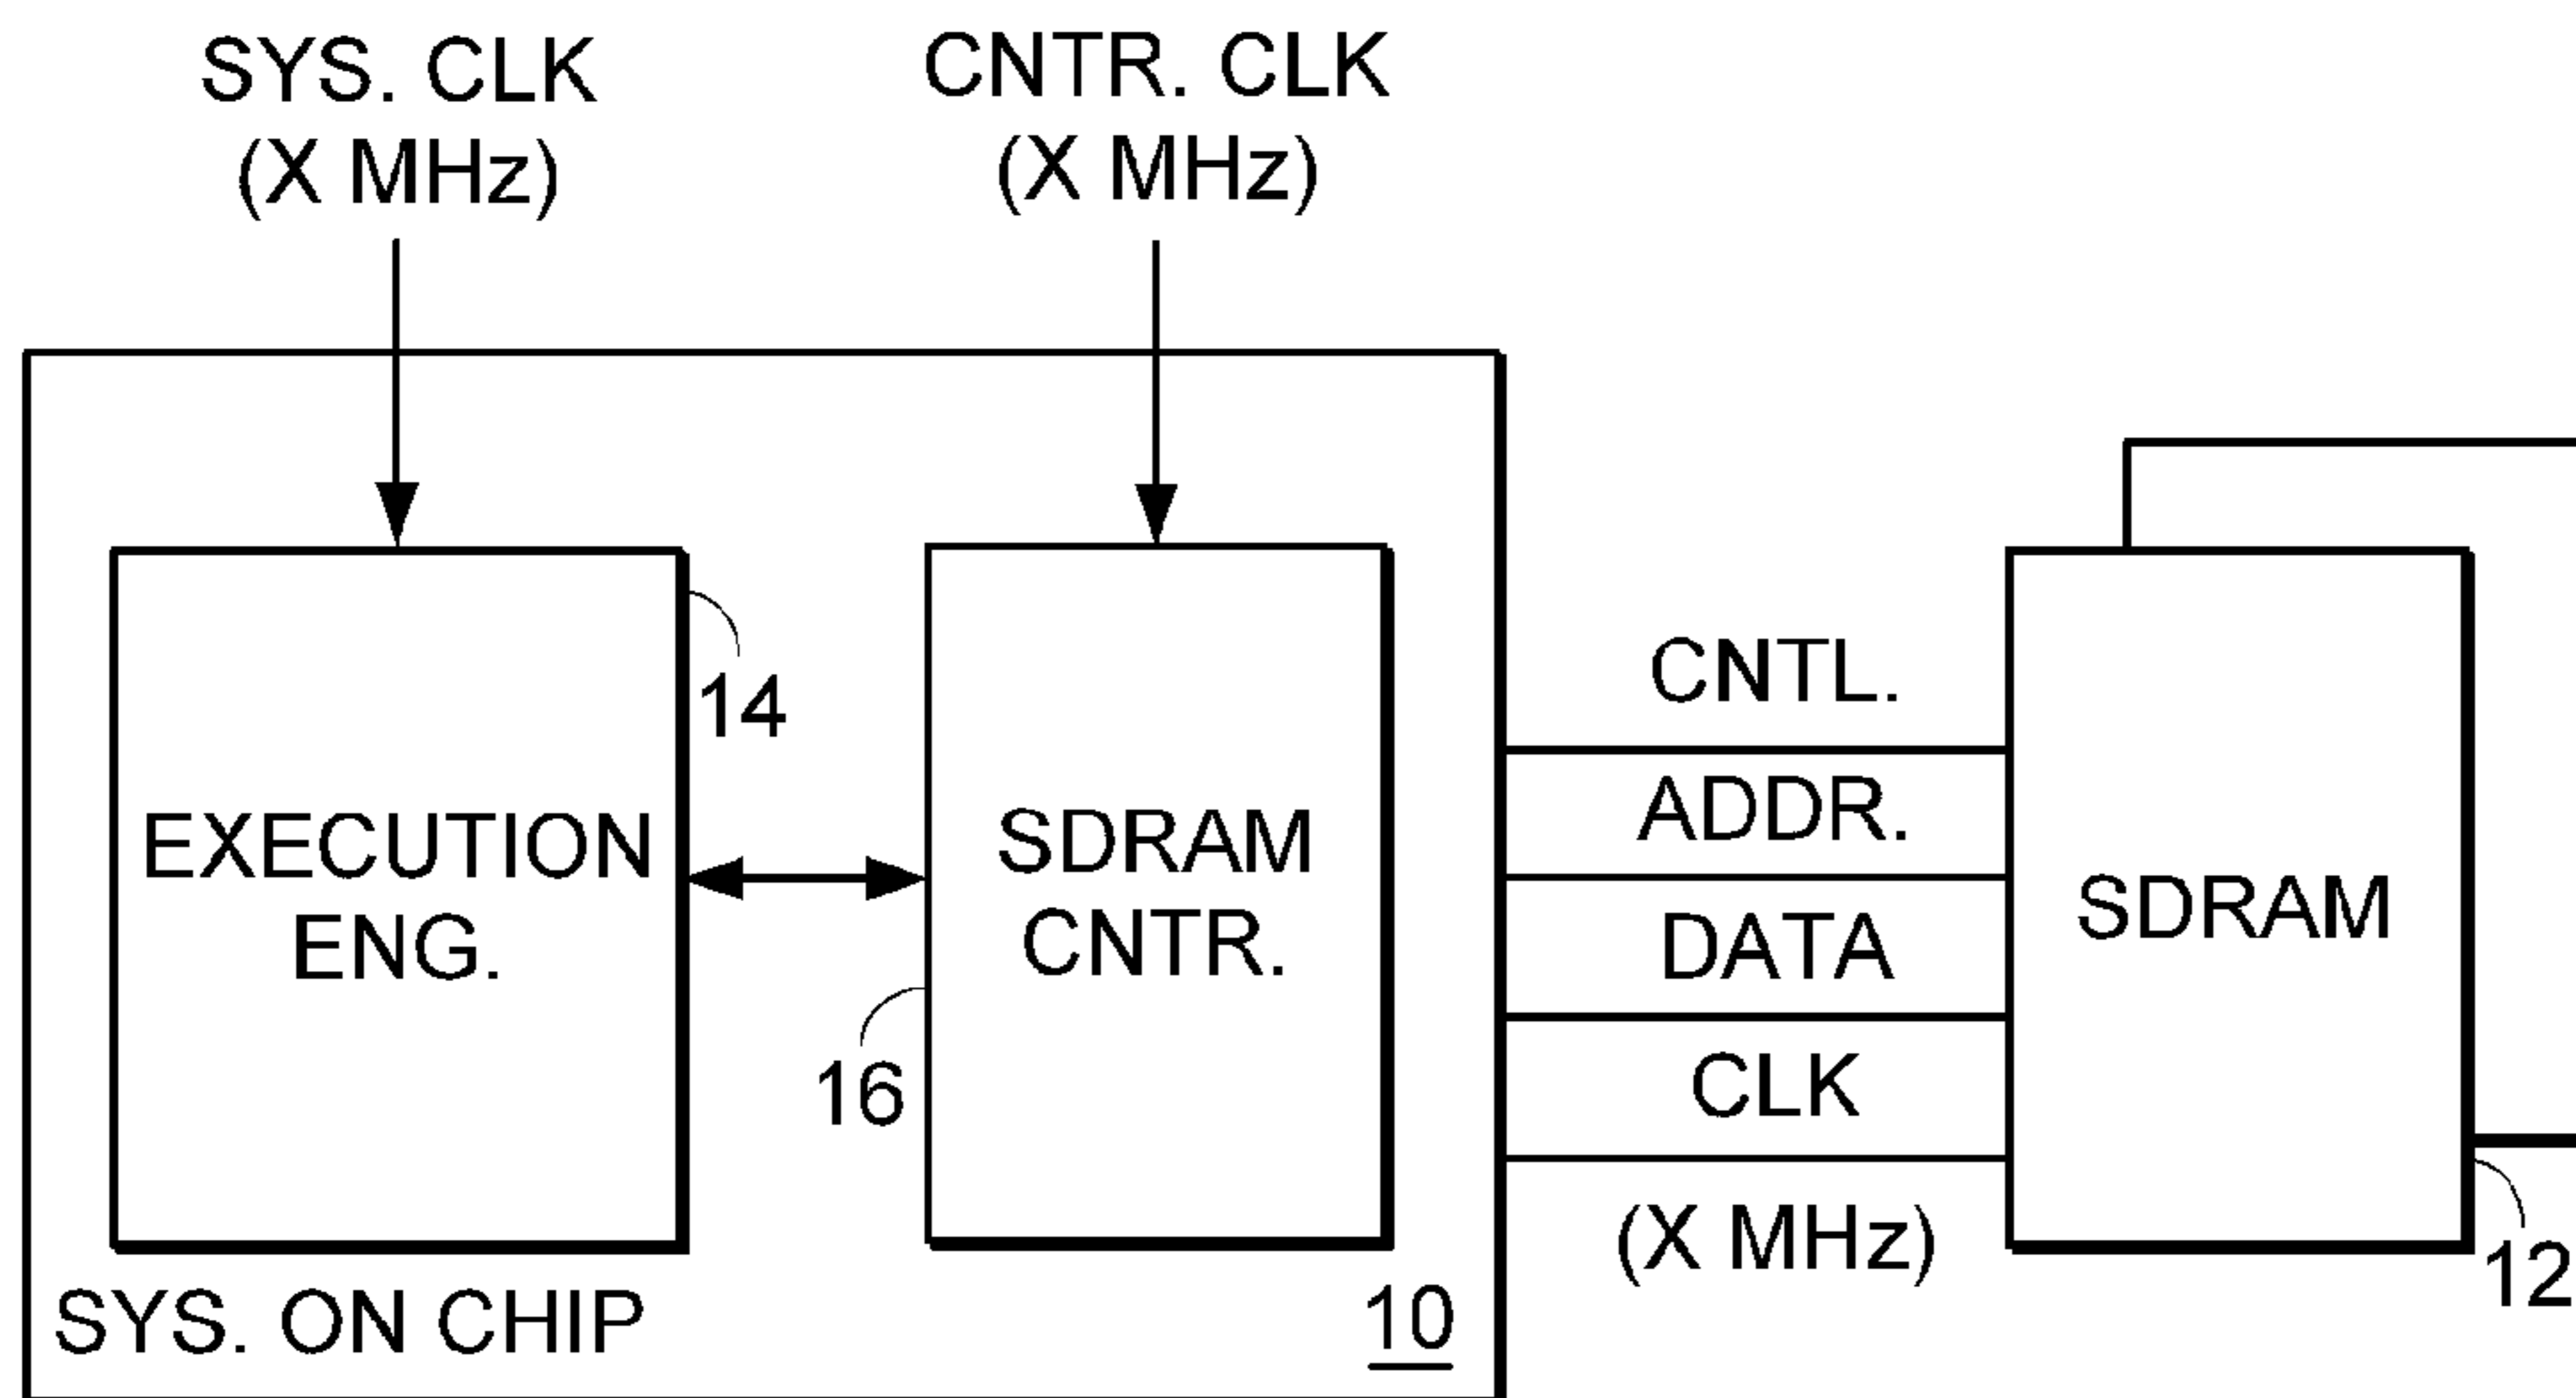 SYS. CLK
(X MHz)
CNTR. CLK
(X MHz)
EXECUTION
ENG.
14
SDRAM
CNTR.
16
SYS. ON CHIP
10
CNTL.
ADDR.
DATA
CLK
(X MHz)
SDRAM
12